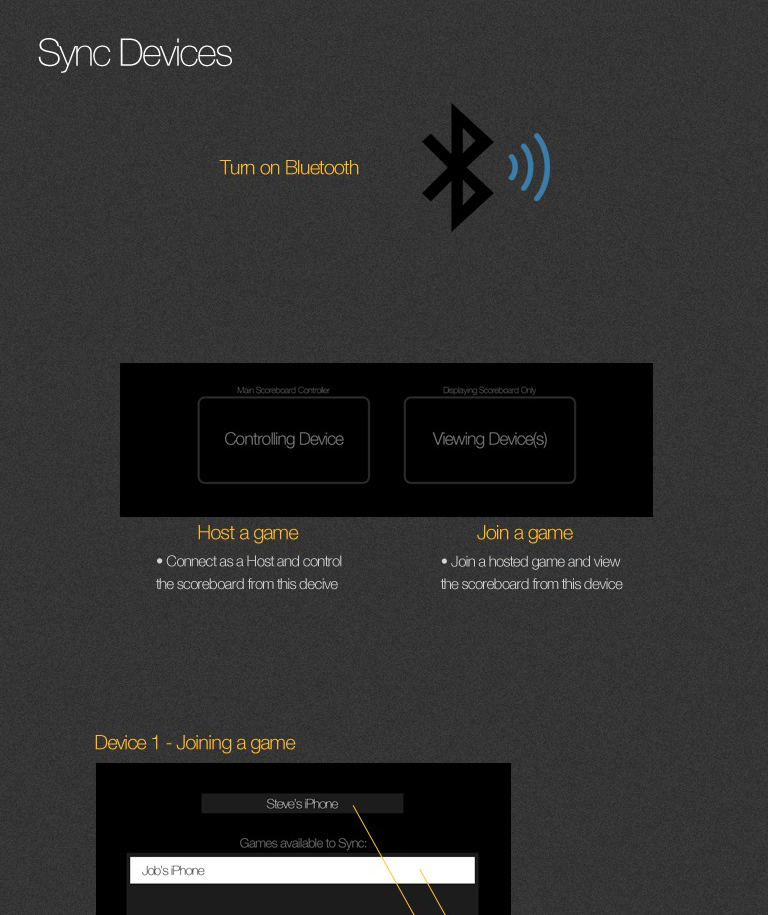 Sync Devices
Turn on Bluetooth
Main Scoreboard Controller
Displaying Scoreboard Only
Controlling Device
Viewing Device(s)
Host a game
Join a game
• Connect as a Host and control
the scoreboard from this decive
• Join a hosted game and view
the scoreboard from this device
Device 1 - Joining a game
Steve's iPhone
Games available to Sync:
Job's iPhone